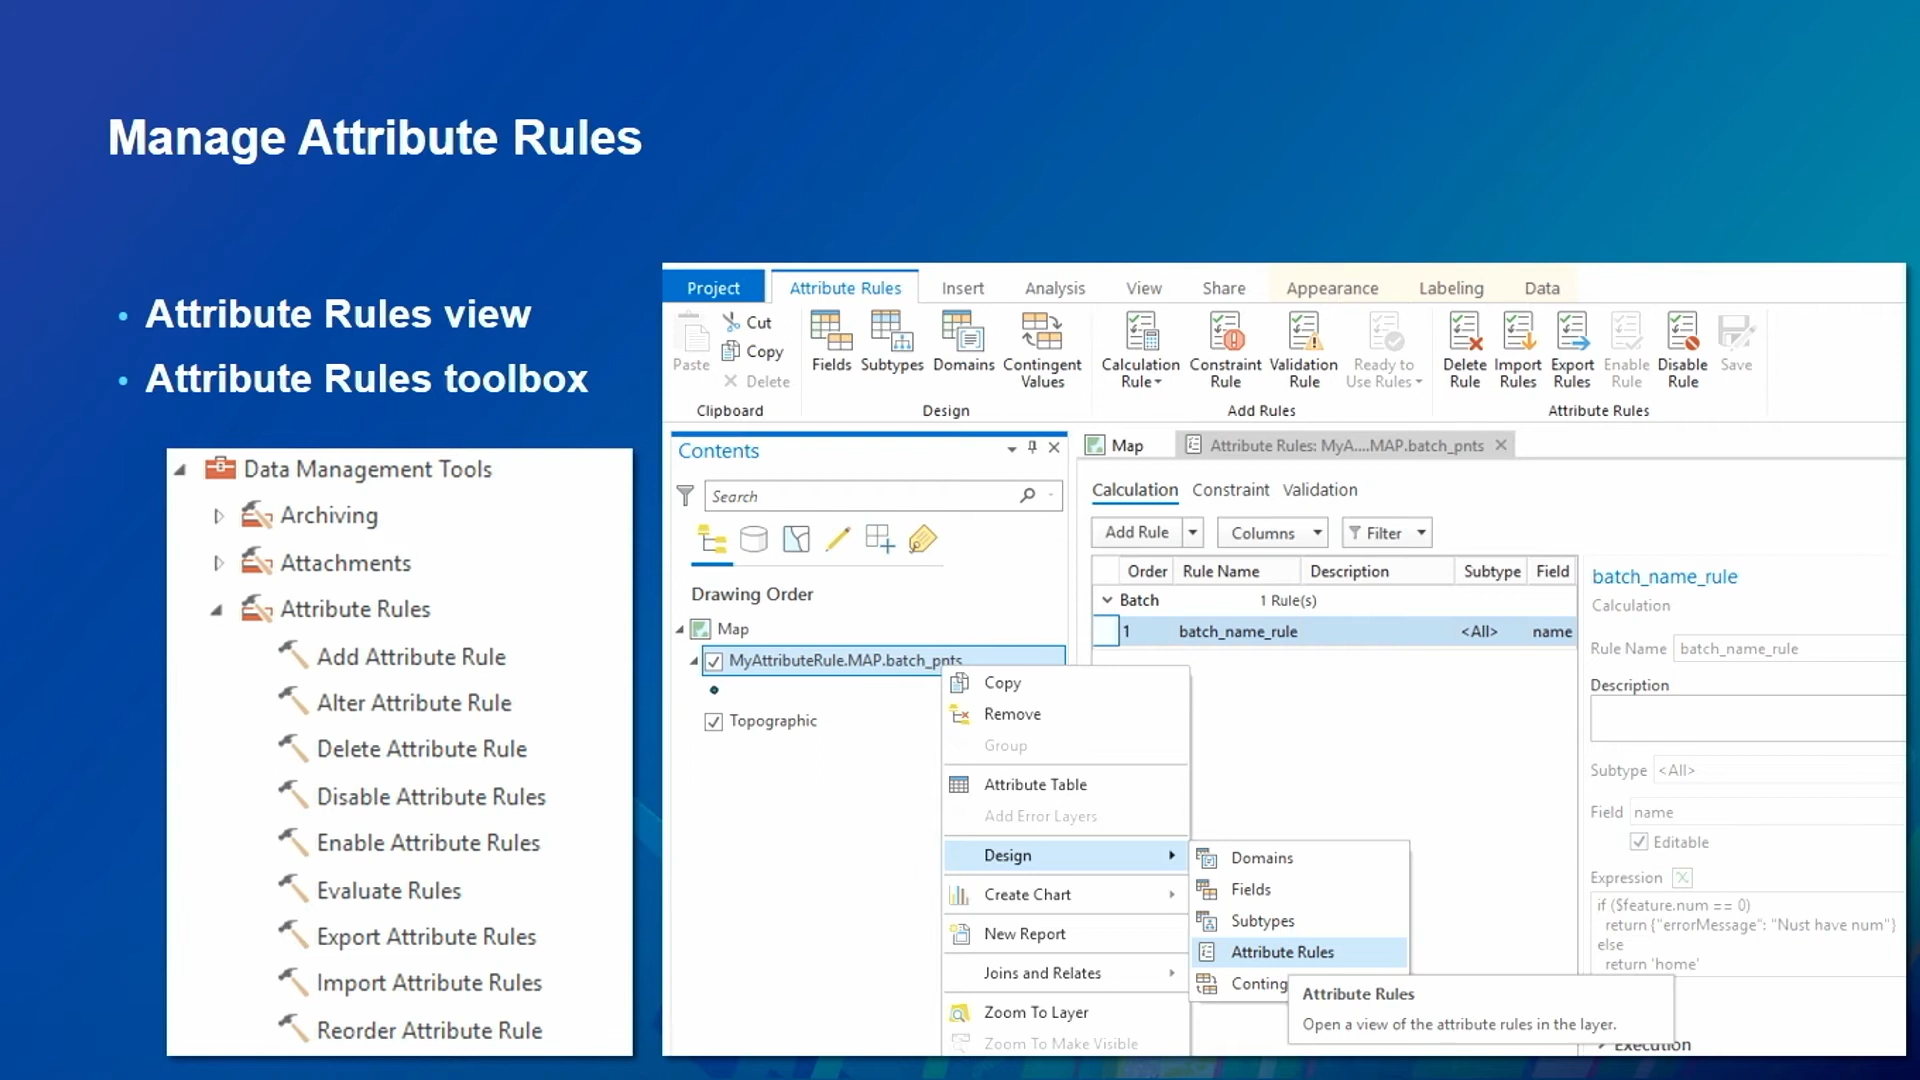 Manage Attribute Rules
• Attribute Rules view
• Attribute Rules toolbox
Data Management Tools
Archiving
Attachments
Attribute Rules
Add Attribute Rule
Alter Attribute Rule
Delete Attribute Rule
Disable Attribute Rules
Enable Attribute Rules
Evaluate Rules
Export Attribute Rules
Import Attribute Rules
Reorder Attribute Rule
Project Attribute Rules Insert Analysis View Share Appearance Labeling Data
Paste Cut Copy Delete
Fields Subtypes Domains Contingent Values
Calculation Rule Constraint Rule Validation Rule Ready to Use Rules
Delete Rule Import Rules Export Rules Enable Rule Disable Rule Save
Clipboard Design Add Rules Attribute Rules
Contents
Search
Drawing Order
Map
MyAttributeRule.MAP.batch_pnts
Topographic
Copy
Remove
Group
Attribute Table
Add Error Layers
Design
Create Chart
New Report
Joins and Relates
Zoom To Layer
Zoom To Make Visible
Domains
Fields
Subtypes
Attribute Rules
Conting
Attribute Rules
Open a view of the attribute rules in the layer.
Map Attribute Rules: MyA....MAP.batch_pnts
Calculation Constraint Validation
Add Rule Columns Filter
Order Rule Name Description Subtype Field
Batch 1 Rule(s)
1 batch_name_rule <All> name
batch_name_rule
Calculation
Rule Name batch_name_rule
Description
Subtype <All>
Field name
Editable
Expression
if ($feature.num == 0)
return {"errorMessage": "Nust have num"}
else
return 'home'
Execution